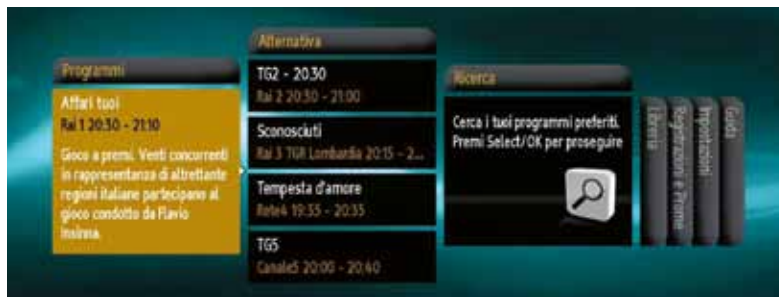 Programmi
Affari tuoi
Rai 1 20:30 - 21:10
Gioco a premi. Venti concorrenti
in rappresentanza di altrettante
regioni italiane partecipano al
gioco condotto da Flavio
Insinna.
Alternativa
TG2 - 20.30
Rai 2 20:30 - 21:00
Sconosciuti
Rai 3 TGR Lombardia 20:15 - 2...
Tempesta d'amore
Rete4 19:35 - 20:35
TG5
Canale5 20:00 - 20:40
Ricerca
Cerca i tuoi programmi preferiti.
Premi Select/OK per proseguire
Libreria
Registrazioni e Promem
Impostazioni
Guida